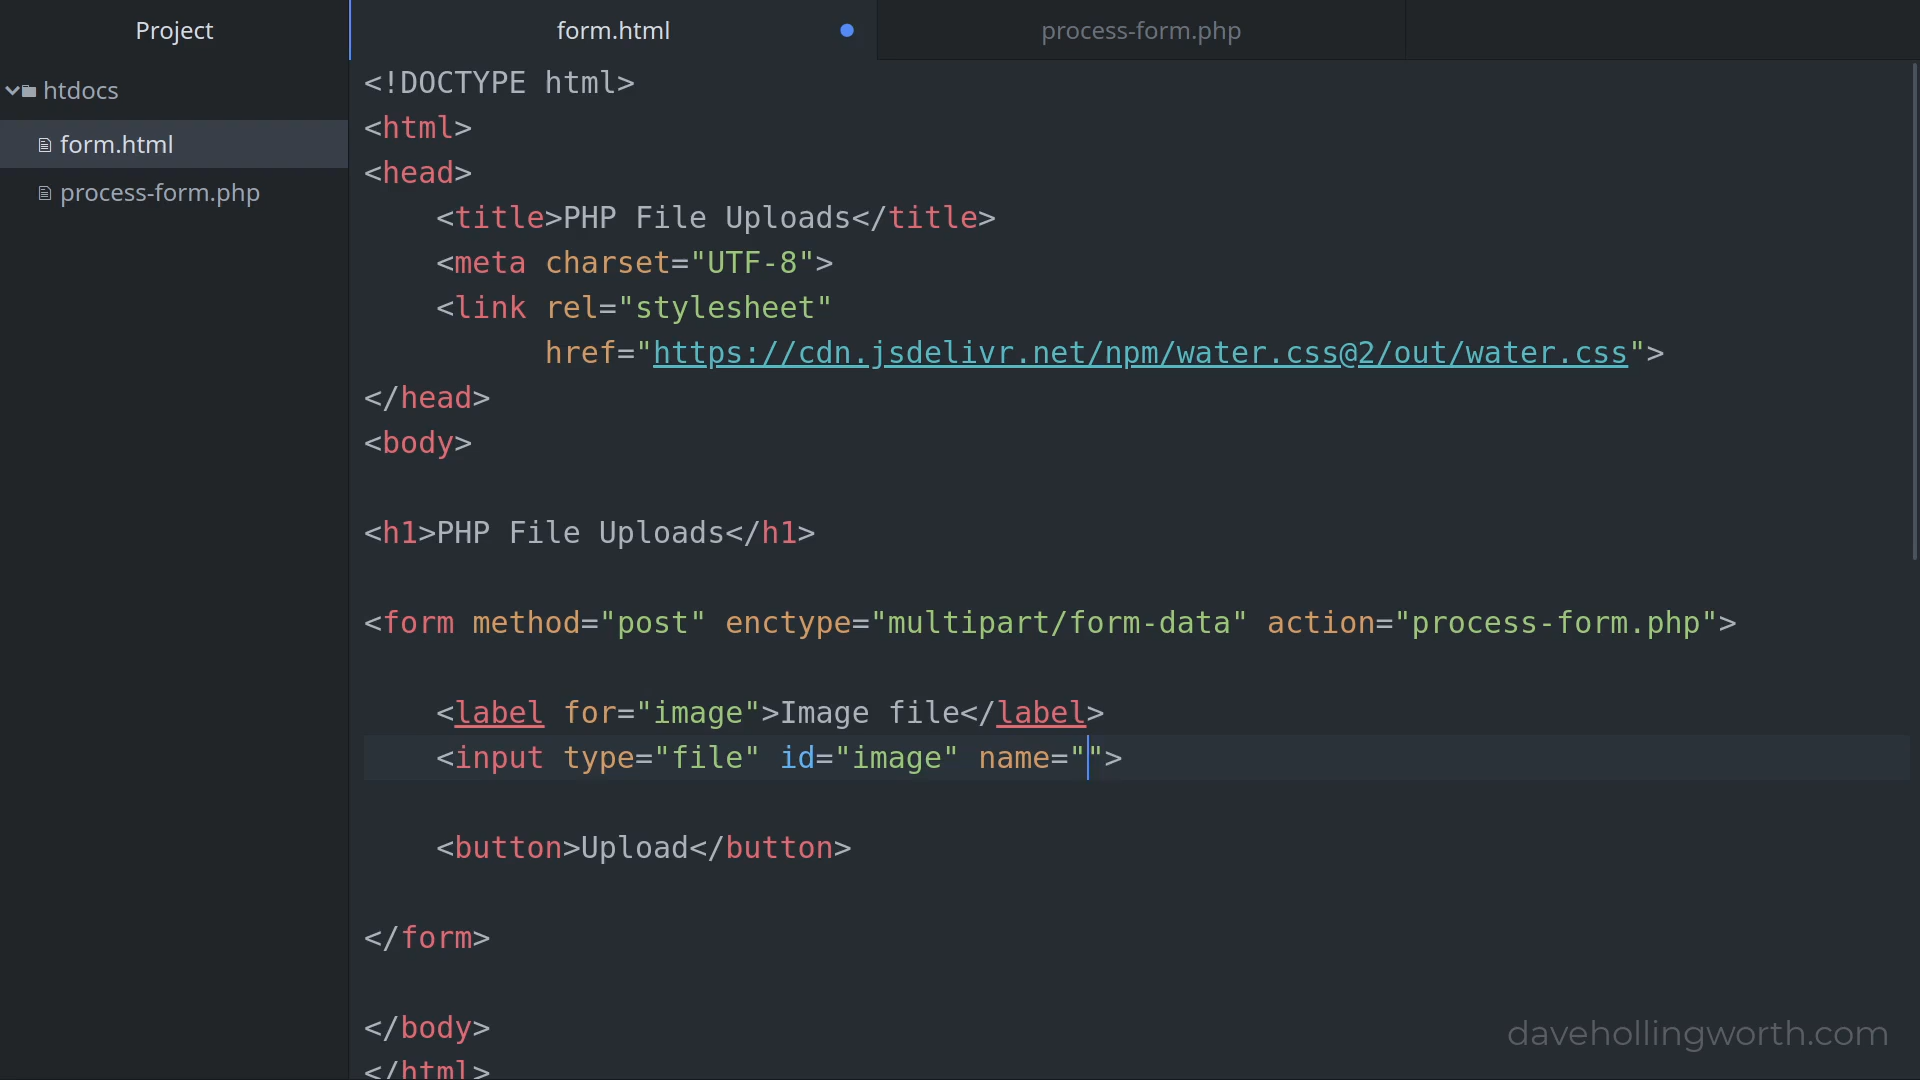 Project
form.html
process-form.php
htdocs
form.html
process-form.php
<!DOCTYPE html>
<html>
<head>
    <title>PHP File Uploads</title>
    <meta charset="UTF-8">
    <link rel="stylesheet"
          href="https://cdn.jsdelivr.net/npm/water.css@2/out/water.css">
</head>
<body>
<h1>PHP File Uploads</h1>
<form method="post" enctype="multipart/form-data" action="process-form.php">
    <label for="image">Image file</label>
    <input type="file" id="image" name="">
    <button>Upload</button>
</form>
</body>
</html>
davehollingworth.com